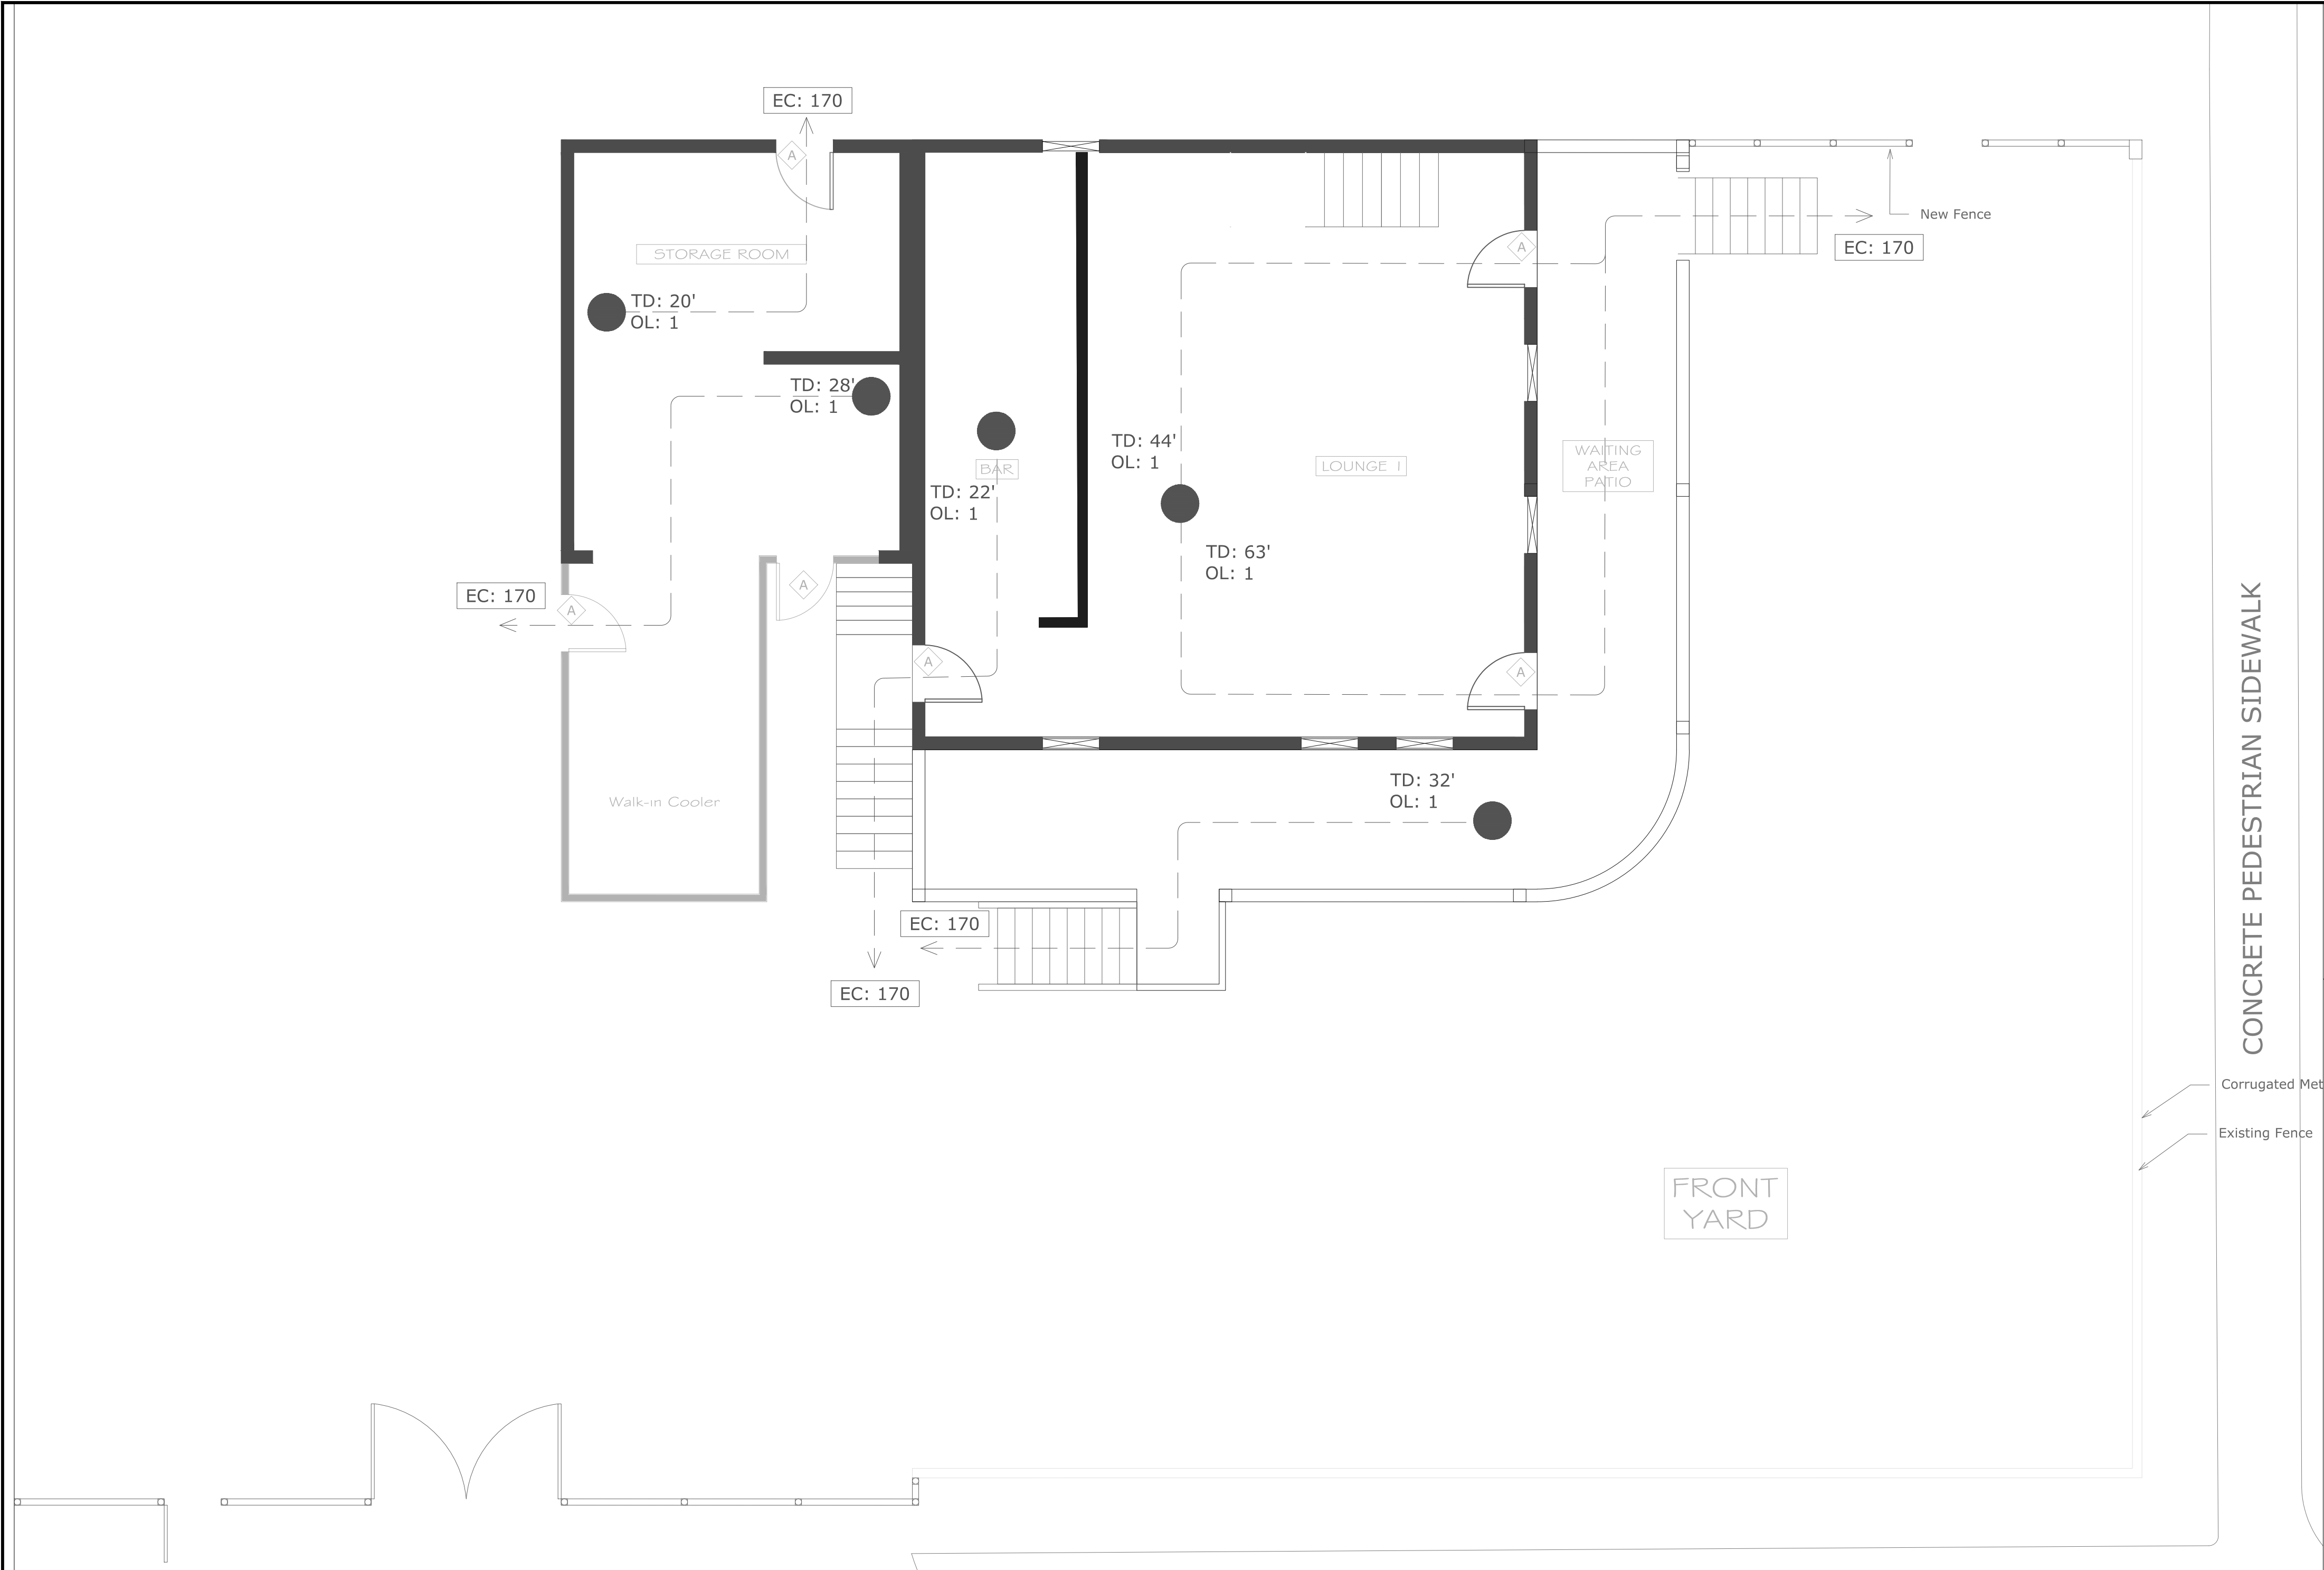 EC: 170
A
STORAGE ROOM
New Fence
A
EC: 170
TD: 20'
OL: 1
TD: 28'
OL: 1
TD: 44'
OL: 1
LOUNGE 1
WAITING
AREA
PATIO
BAR
TD: 22'
OL: 1
TD: 63'
OL: 1
EC: 170
A
A
A
A
CONCRETE PEDESTRIAN SIDEWALK
TD: 32'
OL: 1
Walk-in Cooler
EC: 170
EC: 170
Corrugated Met
Existing Fence
FRONT
YARD